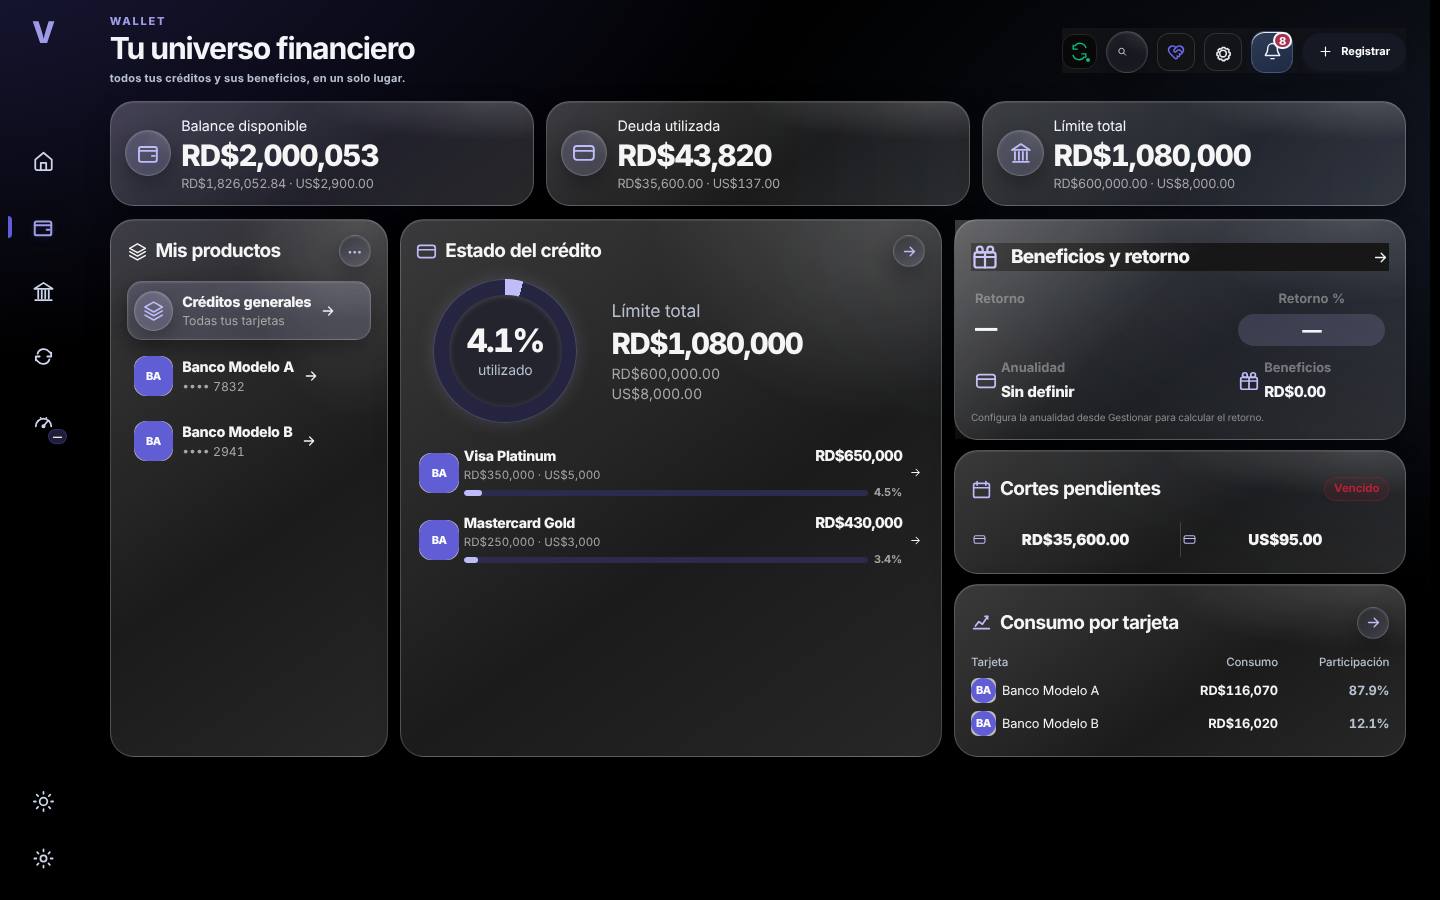 V
WALLET
Tu universo financiero
todos tus créditos y sus beneficios, en un solo lugar.
8
Registrar
Balance disponible
RD$2,000,053
RD$1,826,052.84 · US$2,900.00
Deuda utilizada
RD$43,820
RD$35,600.00 · US$137.00
Límite total
RD$1,080,000
RD$600,000.00 · US$8,000.00
Mis productos
Créditos generales
Todas tus tarjetas
BA
Banco Modelo A
•••• 7832
BA
Banco Modelo B
•••• 2941
Estado del crédito
4.1%
utilizado
Límite total
RD$1,080,000
RD$600,000.00
US$8,000.00
BA
Visa Platinum
RD$650,000
RD$350,000 · US$5,000
4.5%
BA
Mastercard Gold
RD$430,000
RD$250,000 · US$3,000
3.4%
Beneficios y retorno
Retorno
Retorno %
—
—
Anualidad
Sin definir
Beneficios
RD$0.00
Configura la anualidad desde Gestionar para calcular el retorno.
Cortes pendientes
Vencido
RD$35,600.00
US$95.00
Consumo por tarjeta
Tarjeta
Consumo
Participación
BA Banco Modelo A RD$116,070 87.9%
BA Banco Modelo B RD$16,020 12.1%